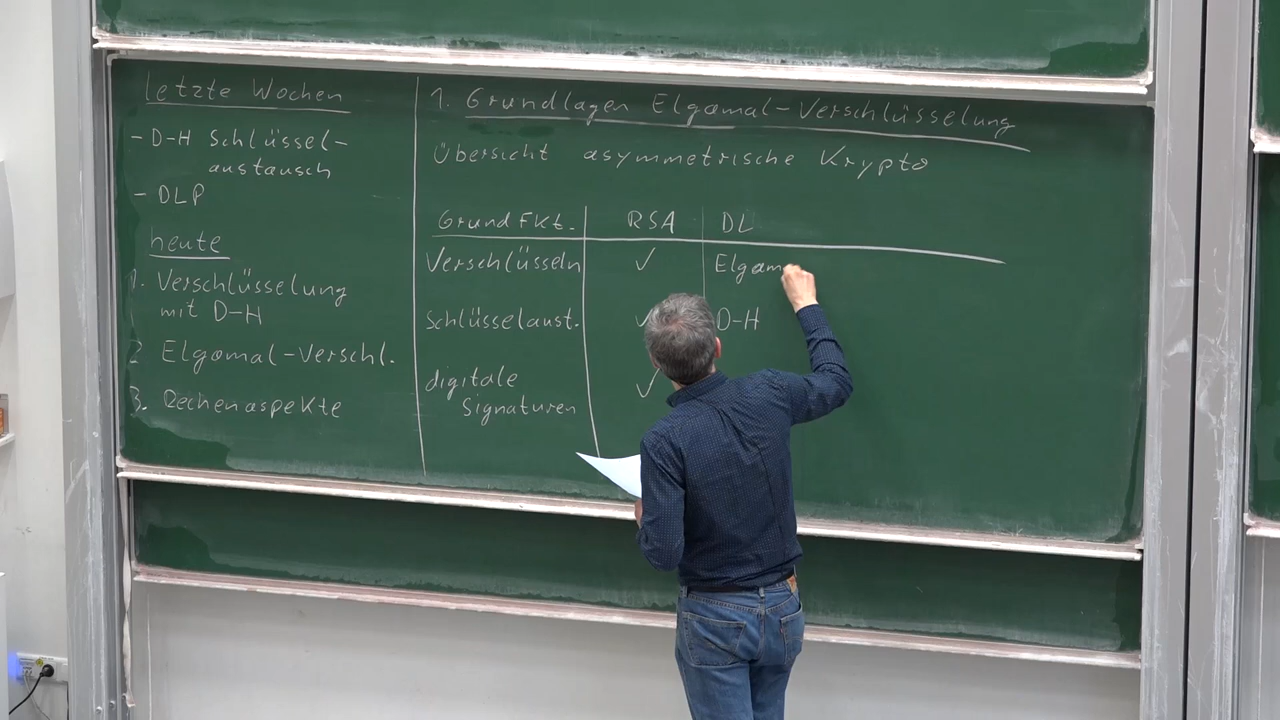 letzte Wochen
- D-H Schlüssel-
austausch
- DLP
heute
1. Verschlüsselung
mit D-H
2 Elgamal-Verschl.
3. Rechenaspekte
1. Grundlagen Elgamal-Verschlüsselung
Übersicht asymmetrische Krypto
Grund Fkt. RSA DL
Verschlüsseln ✓ Elgam
Schlüsselaust. ✓ D-H
digitale
Signaturen ✓